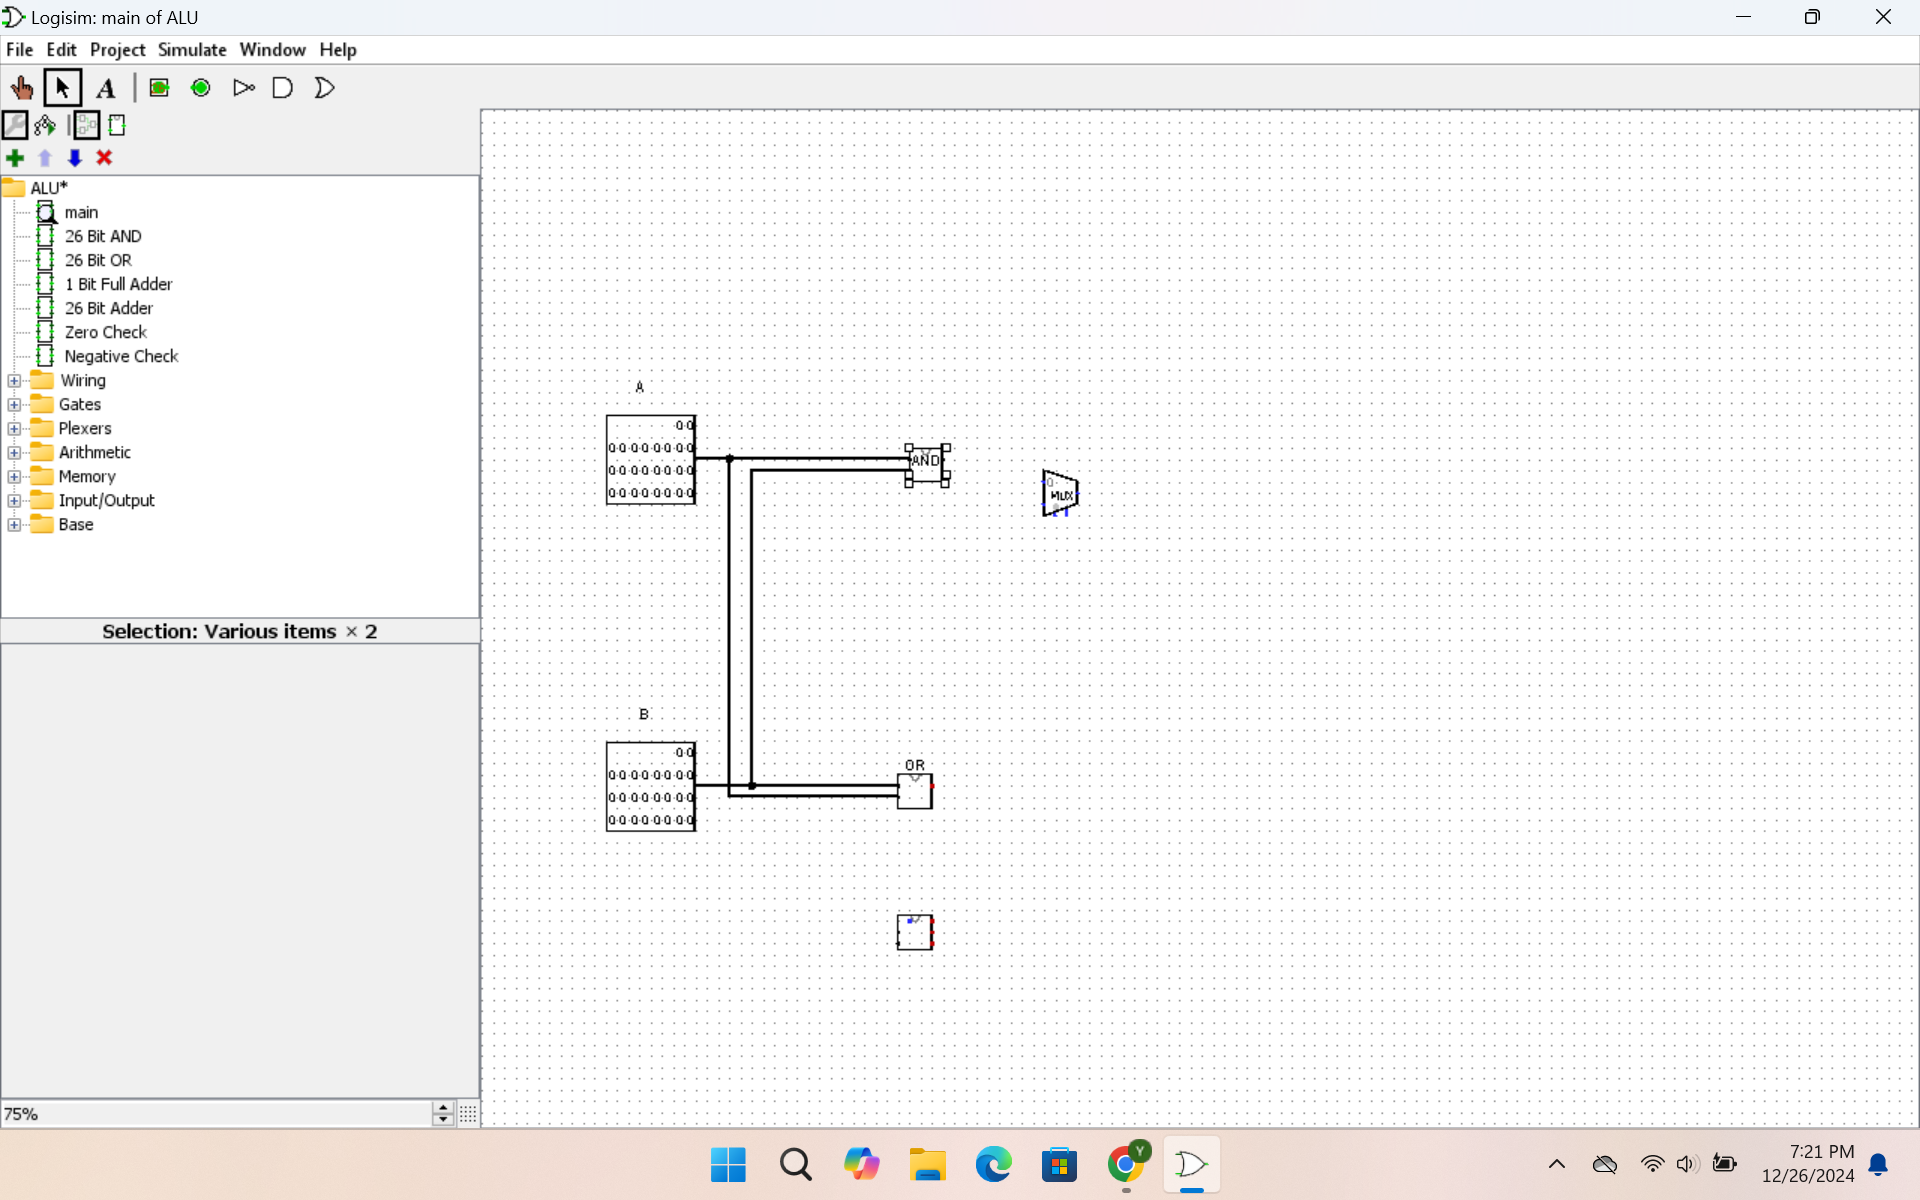 Logisim: main of ALU
File Edit Project Simulate Window Help
A
ALU*
main
26 Bit AND
26 Bit OR
1 Bit Full Adder
26 Bit Adder
Zero Check
Negative Check
Wiring
Gates
Plexers
Arithmetic
Memory
Input/Output
Base
Selection: Various items × 2
75%
A
00
00000000
00000000
00000000
AND
0
MUX
B
00
00000000
00000000
00000000
OR
Y
7:21 PM
12/26/2024